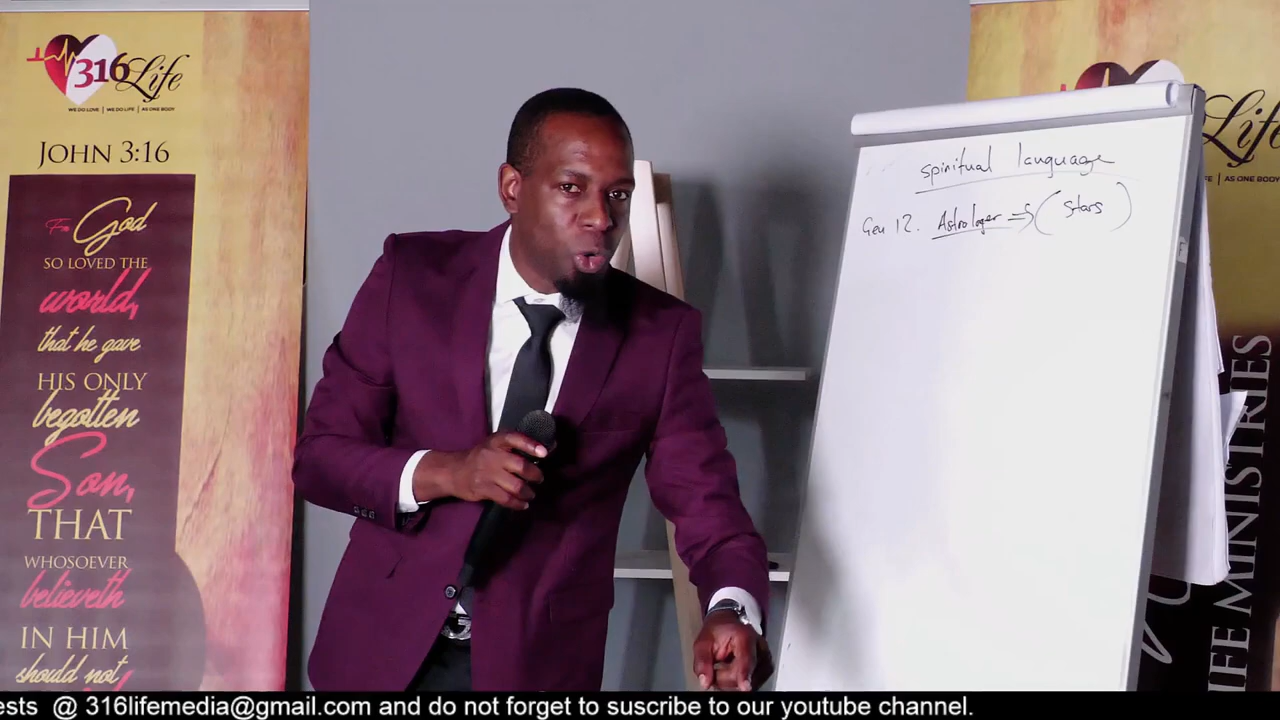 316Life
WE DO LOVE | WE DO LIFE | AS ONE BODY
JOHN 3:16
For God
SO LOVED THE
world,
that he gave
HIS ONLY
begotten
Son,
THAT
WHOSOEVER
believeth
IN HIM
should not
spiritual language
Gen 12. Astrologer => (Stars)
Life
AS ONE BODY
LIFE MINISTRIES
ests @ 316lifemedia@gmail.com and do not forget to suscribe to our youtube channel.